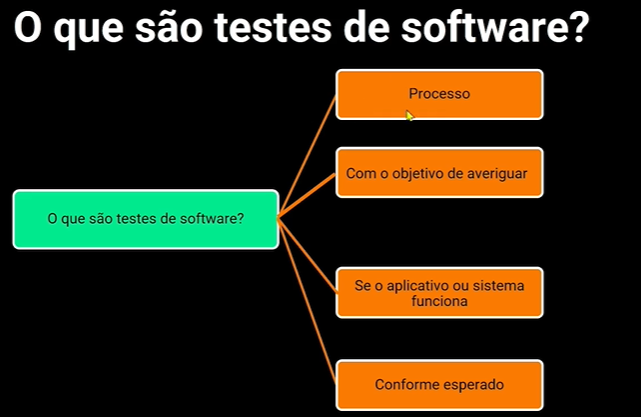 O que são testes de software?
Processo
Com o objetivo de averiguar
O que são testes de software?
Se o aplicativo ou sistema
funciona
Conforme esperado